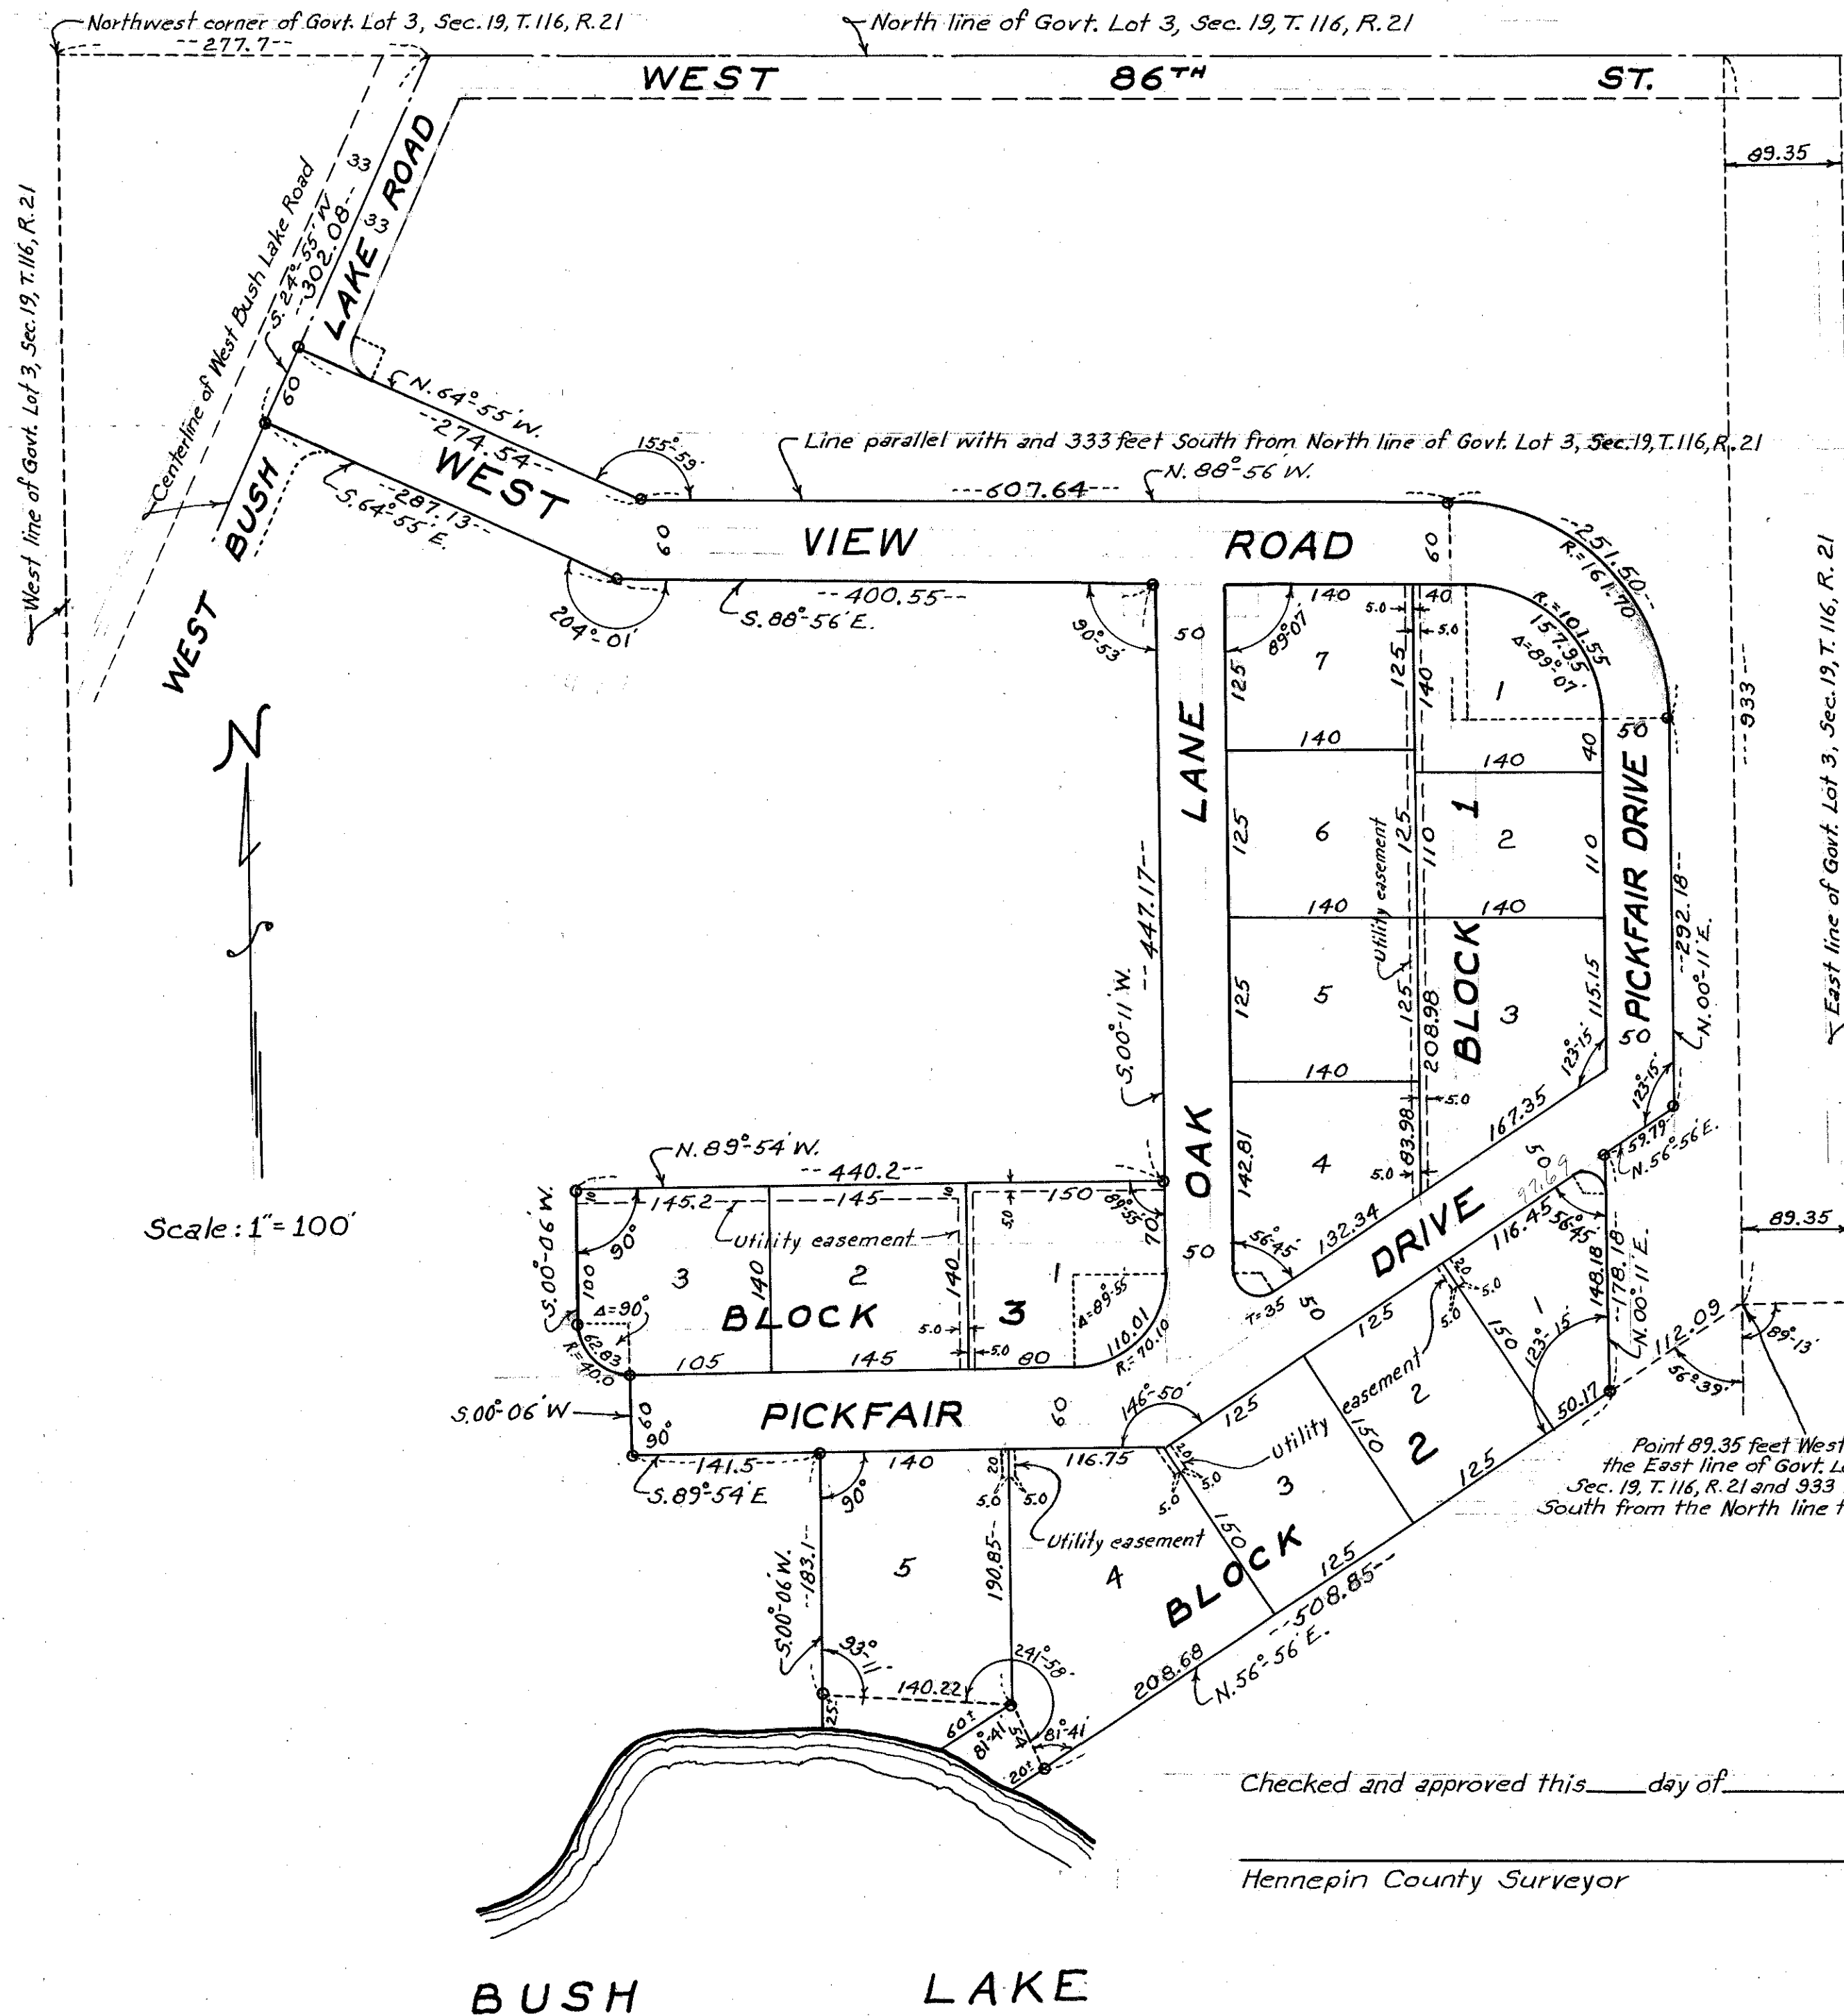 Northwest corner of Govt. Lot 3, Sec. 19, T. 116, R. 21
North line of Govt. Lot 3, Sec. 19, T. 116, R. 21
--277.7--
WEST 86TH ST.
89.35
West line of Govt. Lot 3, Sec. 19, T. 116, R. 21
Centerline of West Bush Lake Road
S. 24°-55' W
--302.08--
33
33
LAKE ROAD
60
WEST BUSH
N. 64°-55' W.
--274.54--
155°-59'
Line parallel with and 333 feet South from North line of Govt. Lot 3, Sec. 19, T. 116, R. 21
N. 88°-56' W.
---607.64---
WEST
--287.13--
S. 64°-55' E.
60
VIEW ROAD
60
--251.50--
R.=161.70
204°-01'
--400.55--
S. 88°-56' E.
90°-53'
50
89°-07'
140
40
5.0
5.0
R.=101.55
157.95
Δ=89°-07'
7
1
125
125
140
933
East line of Govt. Lot 3, Sec. 19, T. 116, R. 21
50
40
140
140
LANE
OAK
PICKFAIR DRIVE
6
2
125
125
110
110
Utility easement
BLOCK 1
140
140
--447.17--
S. 00°-11' W.
--292.18--
N. 00°-11' E.
5
3
125
125
208.98
115.15
50
123°-15'
123°-15'
140
5.0
142.81
4
83.98
5.0
167.35
59.79
N. 56°-56' E.
N. 89°-54' W.
--440.2--
10
145.2
145
10
150
5.0
89°-55'
70
S. 00°-06' W.
90°
Utility easement
50
56°-45'
132.34
DRIVE
50
97.69
116.45
56°-45'
89.35
Scale: 1"=100'
100
3
140
2
140
1
BLOCK 3
Δ=90°
62.83
R=40.0
5.0
5.0
Δ=89°-55'
110.01
R.=70.10
105
145
80
T=35
50
125
20
5.0
5.0
1
148.18
--178.18--
N. 00°-11' E.
112.09
89°-13'
56°-39'
S. 00°-06' W
60
90°
PICKFAIR
60
146°-50'
125
Utility easement
2
150
123°-15'
50.17
--141.5--
S. 89°-54' E
140
90°
20
5.0
5.0
116.75
20
5.0
5.0
3
150
2
125
Point 89.35 feet West
the East line of Govt. L
Sec. 19, T. 116, R. 21 and 933
South from the North line t
Utility easement
S. 00°-06' W.
--183.1--
5
190.85--
4
150
BLOCK
125
--508.85--
N. 56°-56' E.
93°-11'
241°-58'
140.22
208.68
25±
60±
81°-41'
54
81°-41'
20±
Checked and approved this____day of
Hennepin County Surveyor
BUSH LAKE